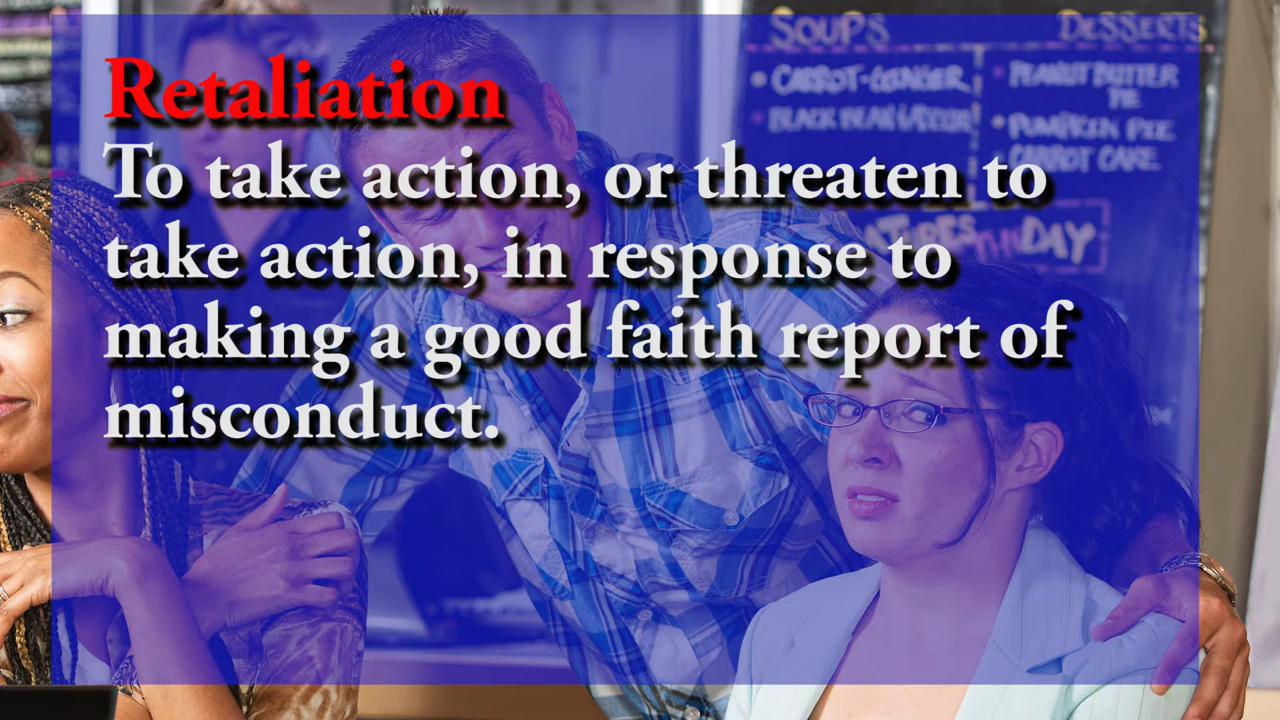 Retaliation
To take action, or threaten to
take action, in response to
making a good faith report of
misconduct.
SOUPS
DESSERTS
• CARROT-GINGER
• PEANUT BUTTER
PIE
• BLACK BEAN
• PUMPKIN PIE
• CARROT CAKE
DAY